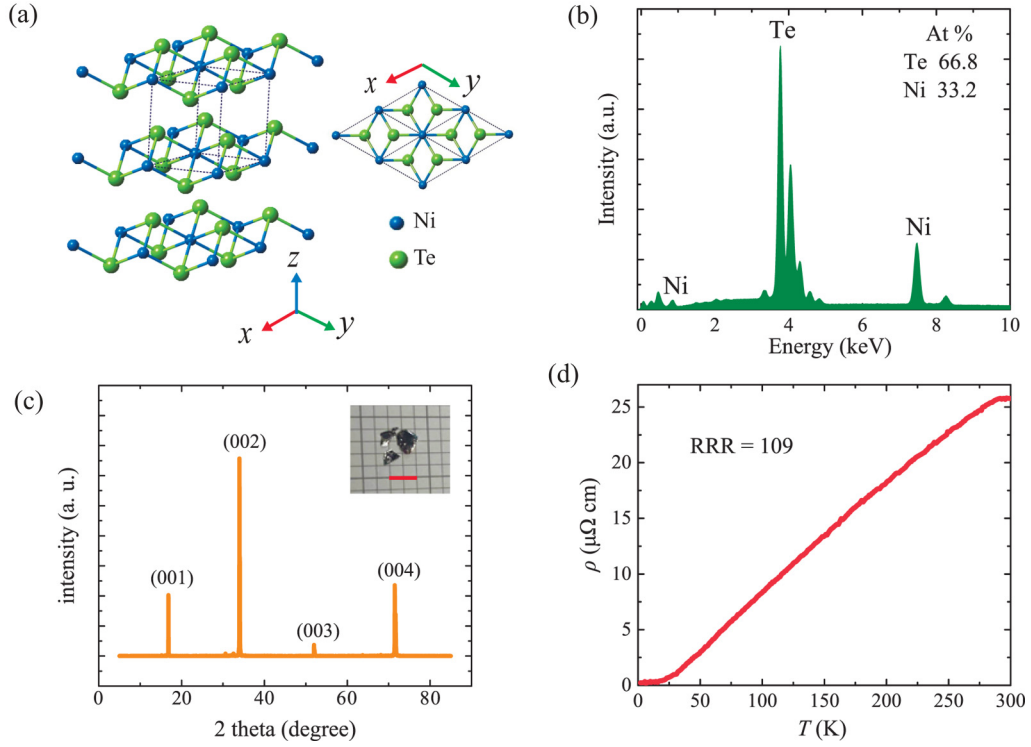 (a)
x
y
Ni
Te
z
x
y
(b)
Te
At %
Te 66.8
Ni 33.2
Ni
Ni
Intensity (a.u.)
0 2 4 6 8 10
Energy (keV)
(c)
(001)
(002)
(003)
(004)
intensity (a. u.)
0 20 40 60 80
2 theta (degree)
(d)
RRR = 109
25
20
15
10
5
0
ρ (μΩ cm)
0 50 100 150 200 250 300
T (K)